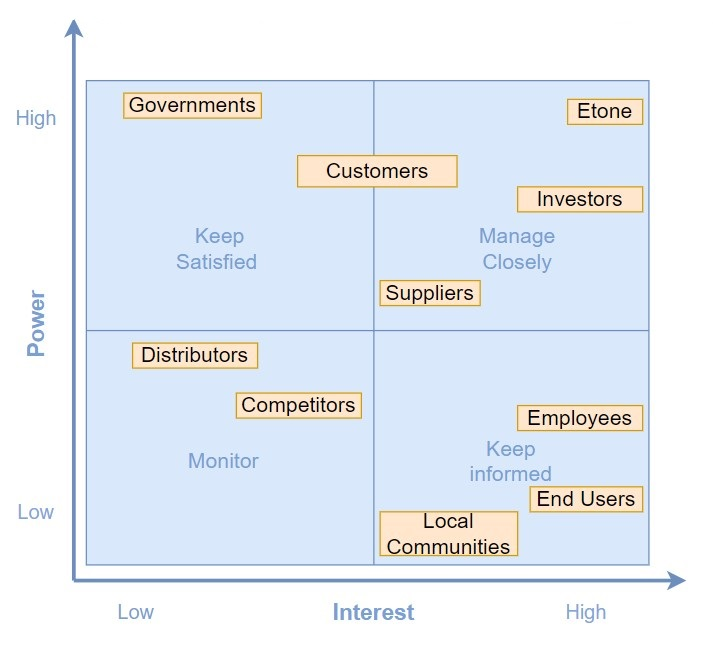 High
Governments
Etone
Customers
Investors
Keep
Satisfied
Manage
Closely
Suppliers
Power
Distributors
Competitors
Employees
Monitor
Keep
informed
End Users
Low
Local
Communities
Low
Interest
High